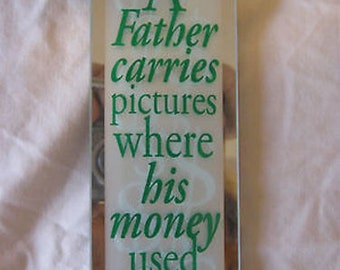 A
Father
carries
pictures
where
his
money
used